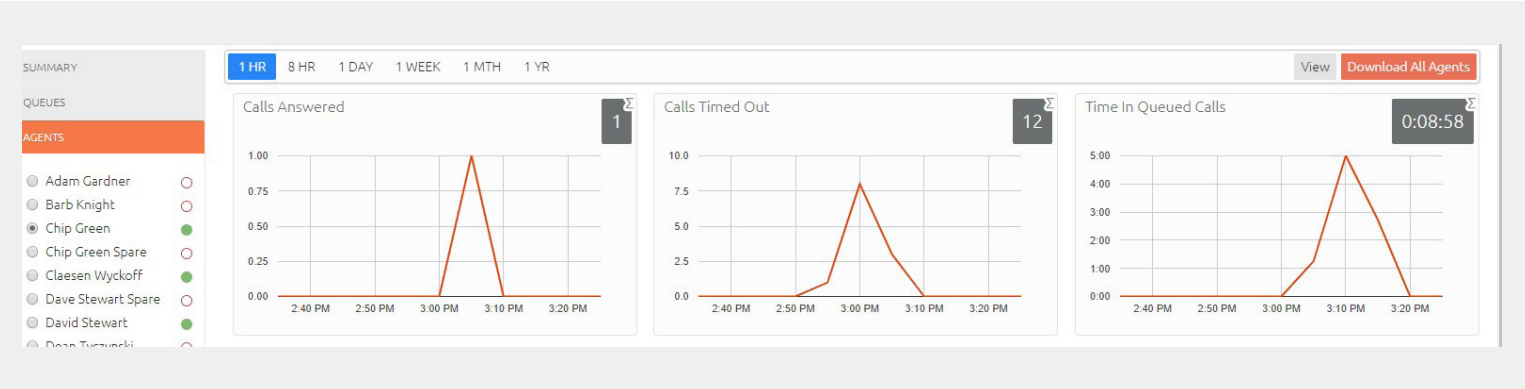 SUMMARY
QUEUES
AGENTS
Adam Gardner
Barb Knight
Chip Green
Chip Green Spare
Claesen Wyckoff
Dave Stewart Spare
David Stewart
1 HR 8 HR 1 DAY 1 WEEK 1 MTH 1 YR
View Download All Agents
Calls Answered
Σ
1
1.00
0.75
0.50
0.25
0.00
2:40 PM 2:50 PM 3:00 PM 3:10 PM 3:20 PM
Calls Timed Out
Σ
12
10.0
7.5
5.0
2.5
0.0
2:40 PM 2:50 PM 3:00 PM 3:10 PM 3:20 PM
Time In Queued Calls
Σ
0:08:58
5:00
4:00
3:00
2:00
1:00
0:00
2:40 PM 2:50 PM 3:00 PM 3:10 PM 3:20 PM